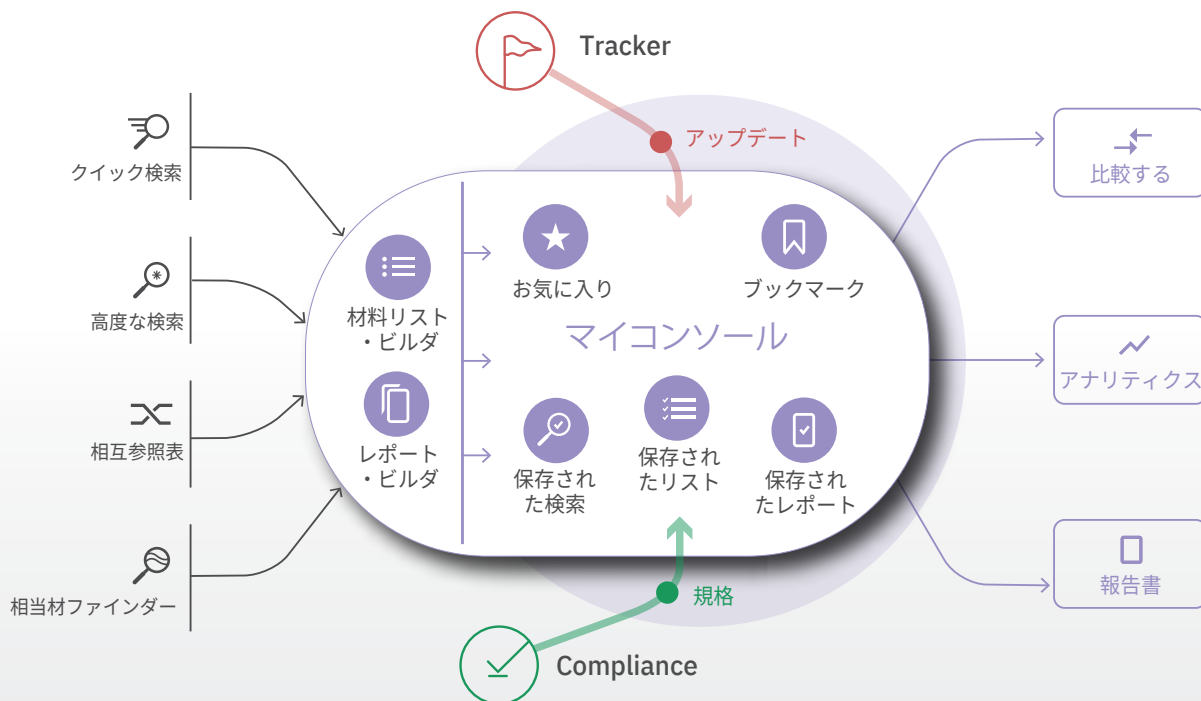 Tracker
アップデート
クイック検索
高度な検索
相互参照表
相当材ファインダー
材料リスト
・ビルダ
レポート
・ビルダ
お気に入り
ブックマーク
マイコンソール
保存され
た検索
保存され
たリスト
保存され
たレポート
規格
Compliance
比較する
アナリティクス
報告書